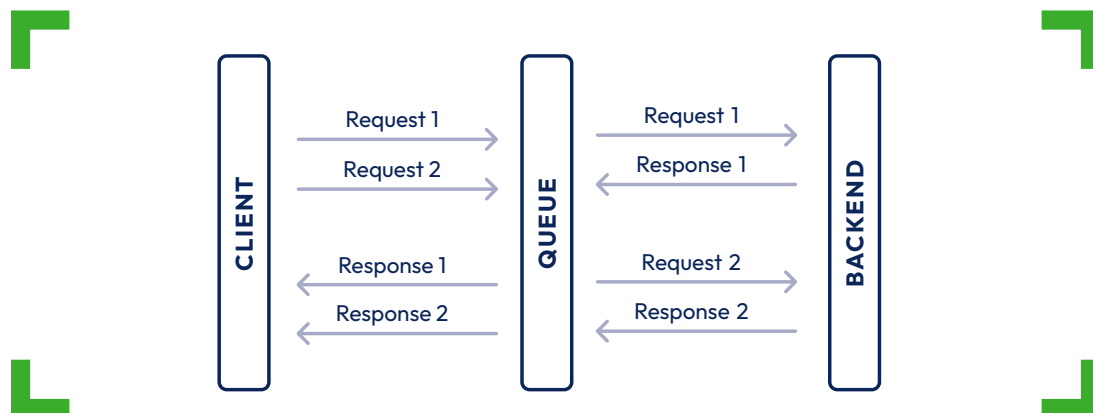 CLIENT
Request 1
Request 2
Response 1
Response 2
QUEUE
Request 1
Response 1
Request 2
Response 2
BACKEND